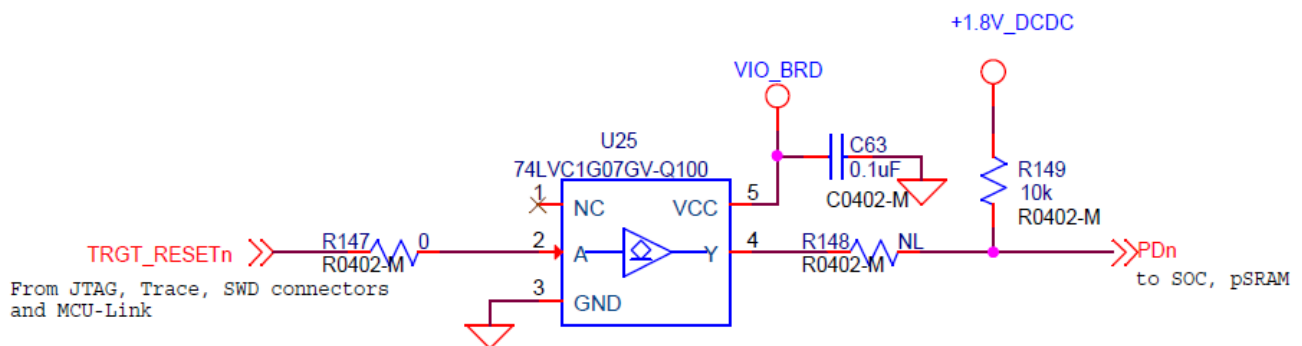 +1.8V_DCDC
VIO_BRD
U25
74LVC1G07GV-Q100
C63
0.1uF
C0402-M
R149
10k
R0402-M
1
NC
VCC
5
TRGT_RESETn
R147
0
R0402-M
2
A
Y
4
R148
NL
R0402-M
PDn
to SOC, pSRAM
From JTAG, Trace, SWD connectors
and MCU-Link
3
GND